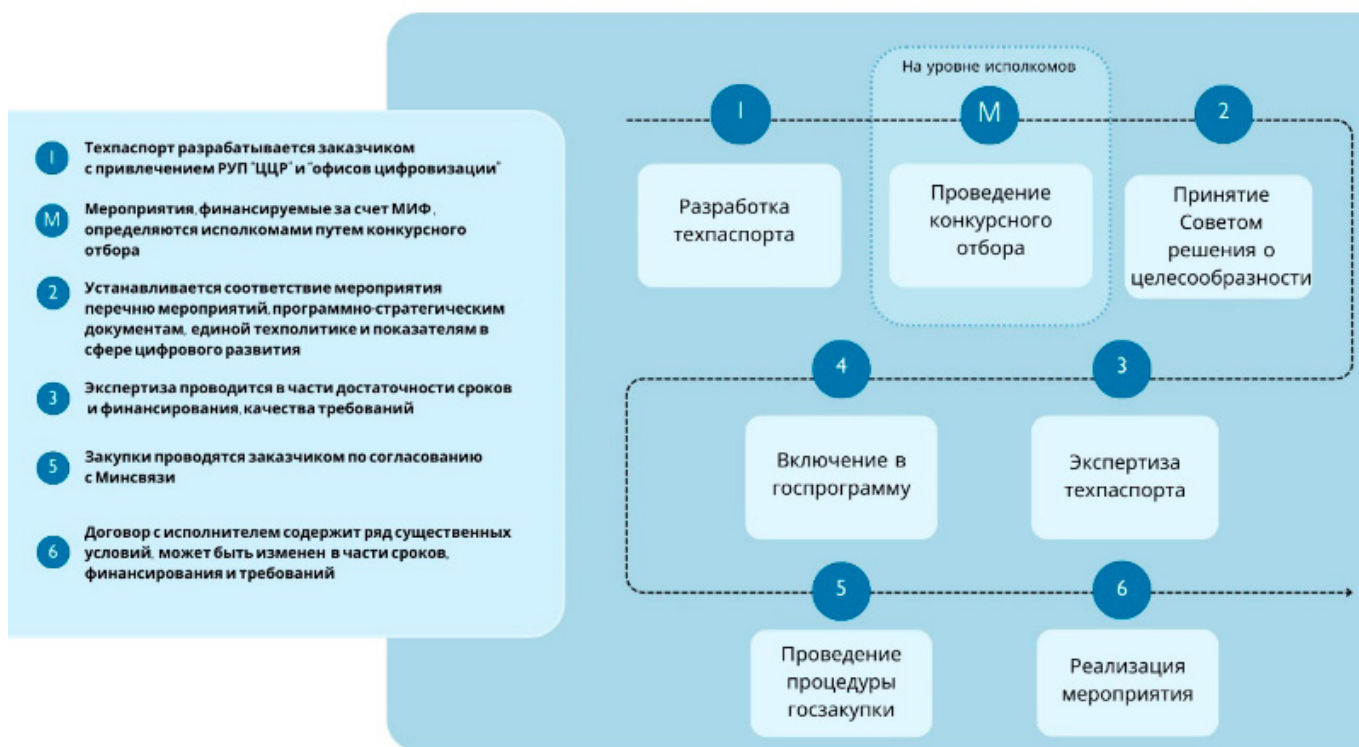 I
Техпаспорт разрабатывается заказчиком
с привлечением РУП "ЦЦР" и "офисов цифровизации"
М
Мероприятия, финансируемые за счет МИФ,
определяются исполкомами путем конкурсного
отбора
2
Устанавливается соответствие мероприятия
перечню мероприятий, программно-стратегическим
документам, единой техполитике и показателям в
сфере цифрового развития
3
Экспертиза проводится в части достаточности сроков
и финансирования, качества требований
5
Закупки проводятся заказчиком по согласованию
с Минсвязи
6
Договор с исполнителем содержит ряд существенных
условий, может быть изменен в части сроков,
финансирования и требований
На уровне исполкомов
I
Разработка
техпаспорта
М
Проведение
конкурсного
отбора
2
Принятие
Советом
решения о
целесообразности
3
Экспертиза
техпаспорта
4
Включение в
госпрограмму
5
Проведение
процедуры
госзакупки
6
Реализация
мероприятия